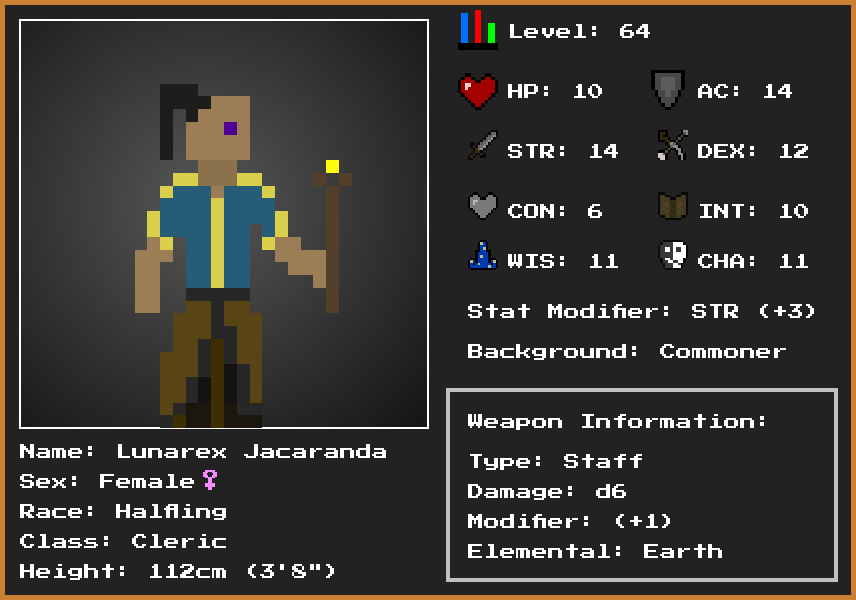 Level: 64
HP: 10 AC: 14
STR: 14 DEX: 12
CON: 6 INT: 10
WIS: 11 CHA: 11
Stat Modifier: STR (+3)
Background: Commoner
Weapon Information:
Type: Staff
Damage: d6
Modifier: (+1)
Elemental: Earth
Name: Lunarex Jacaranda
Sex: Female♀
Race: Halfling
Class: Cleric
Height: 112cm (3'8")